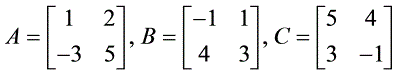 A = [1 2; -3 5], B = [-1 1; 4 3], C = [5 4; 3 -1]